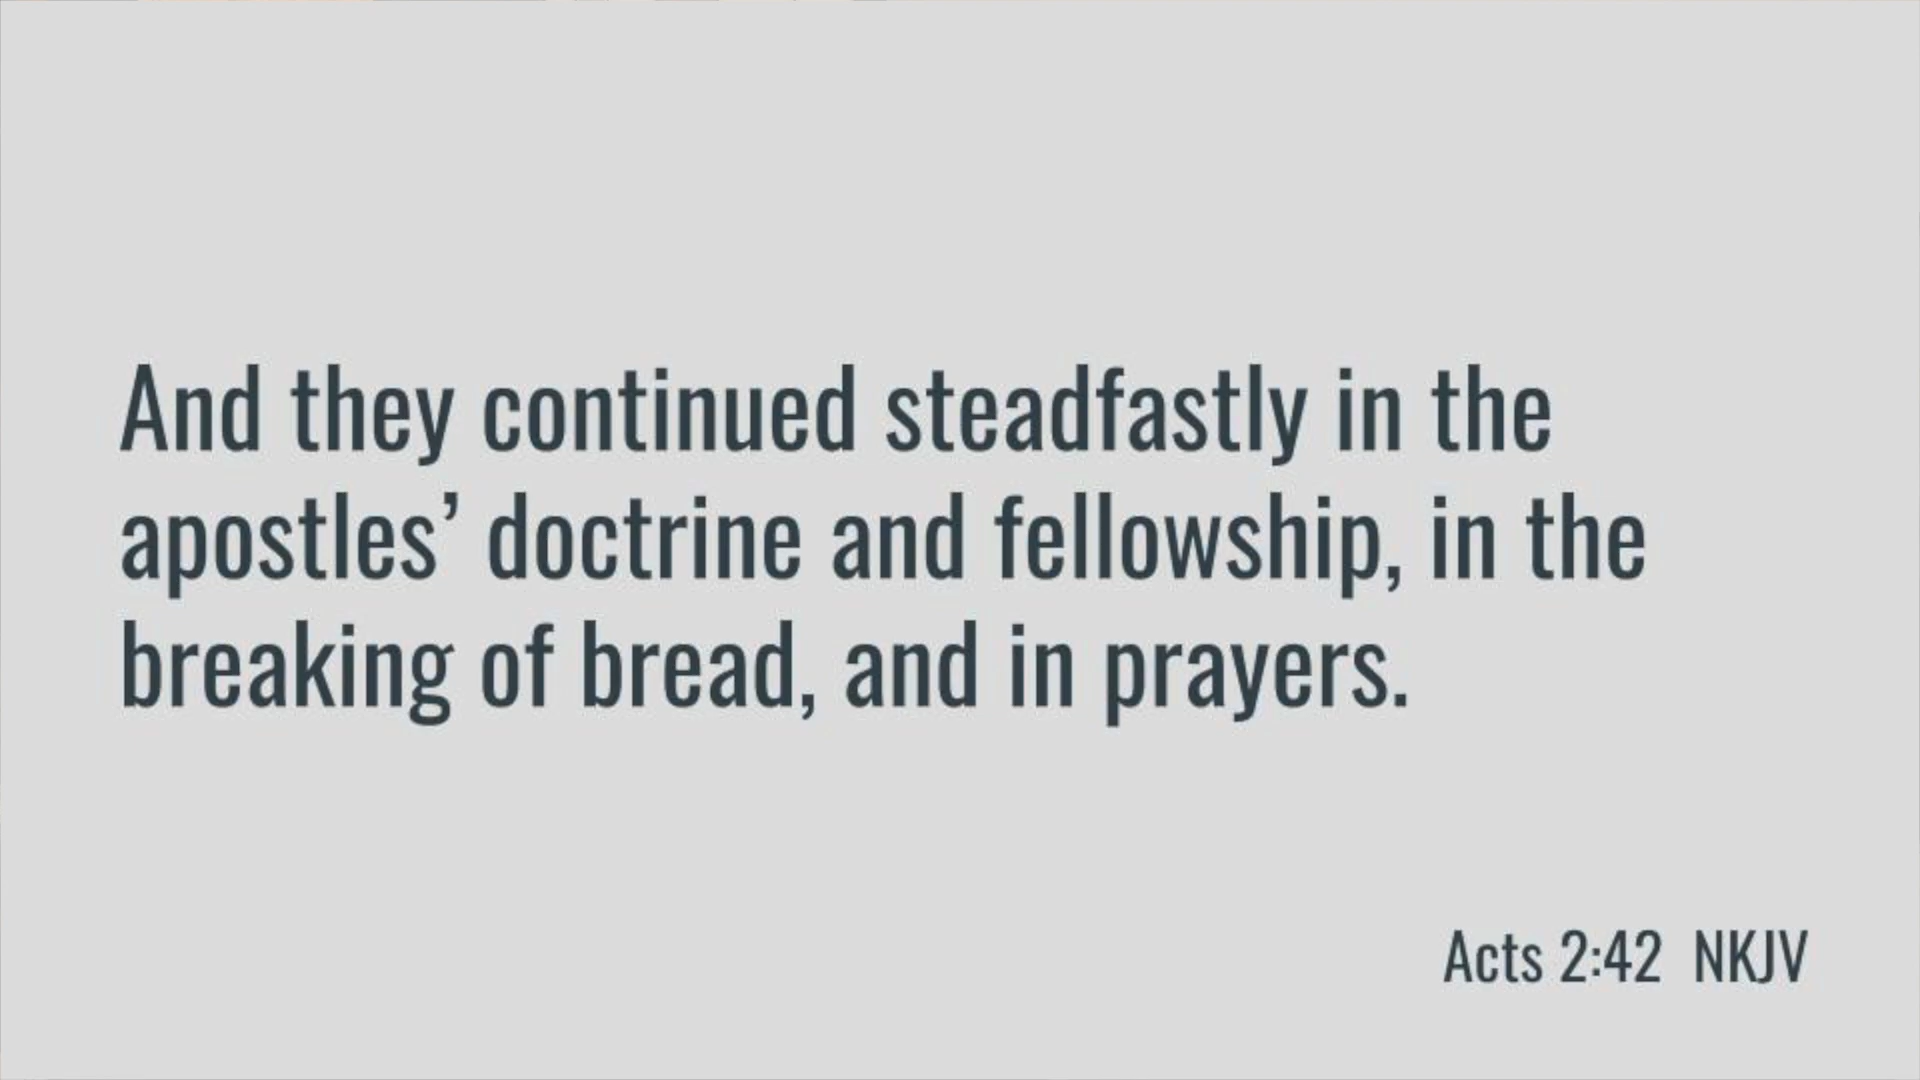 And they continued steadfastly in the
apostles’ doctrine and fellowship, in the
breaking of bread, and in prayers.
Acts 2:42  NKJV